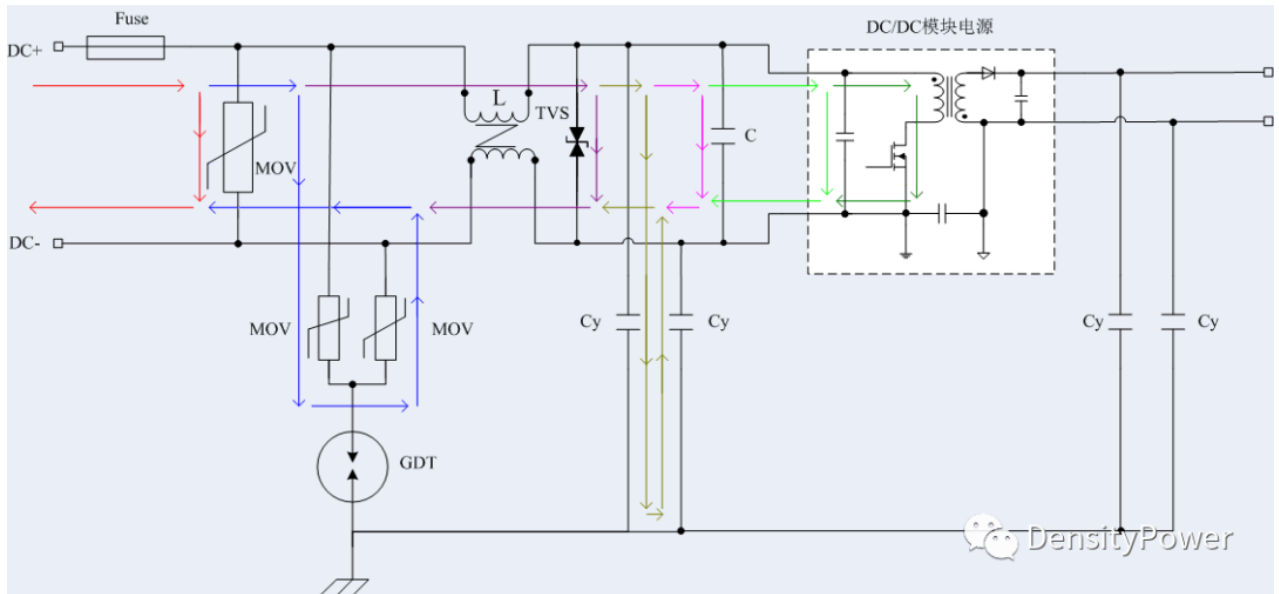 Fuse
DC/DC模块电源
DC+
L
TVS
C
MOV
DC-
MOV
MOV
Cy
Cy
Cy
Cy
GDT
DensityPower